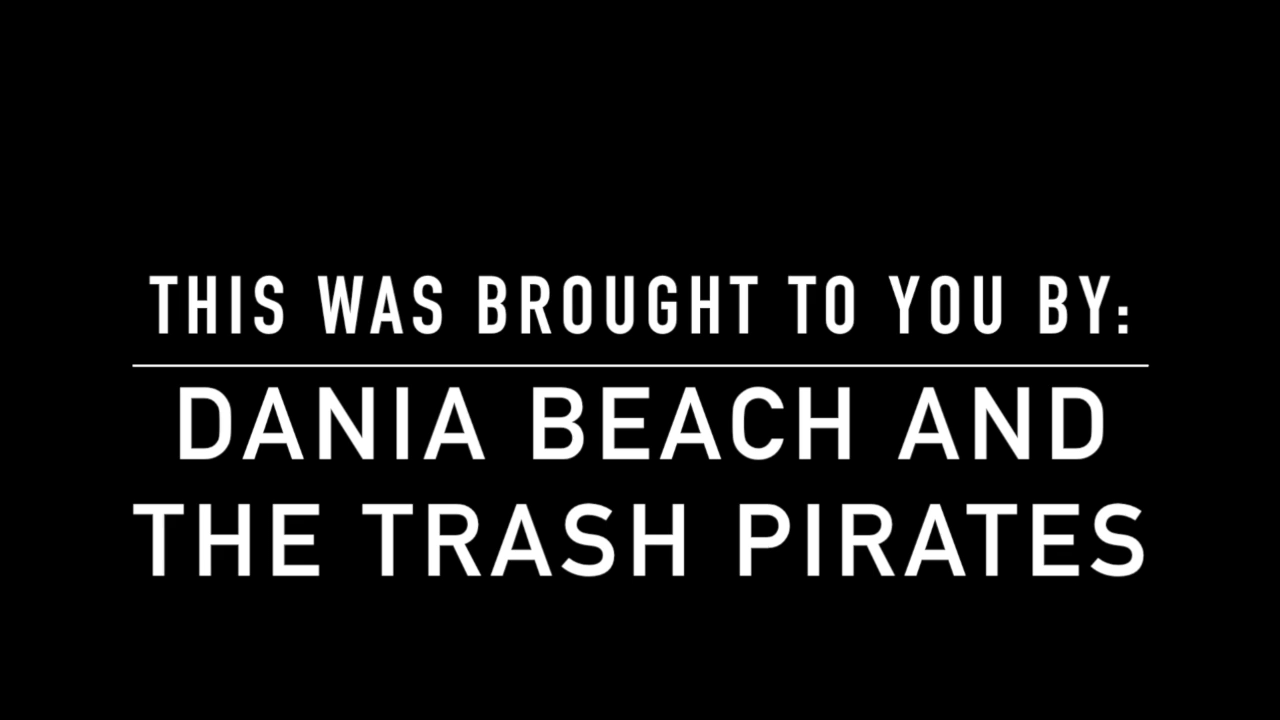 THIS WAS BROUGHT TO YOU BY:
DANIA BEACH AND
THE TRASH PIRATES